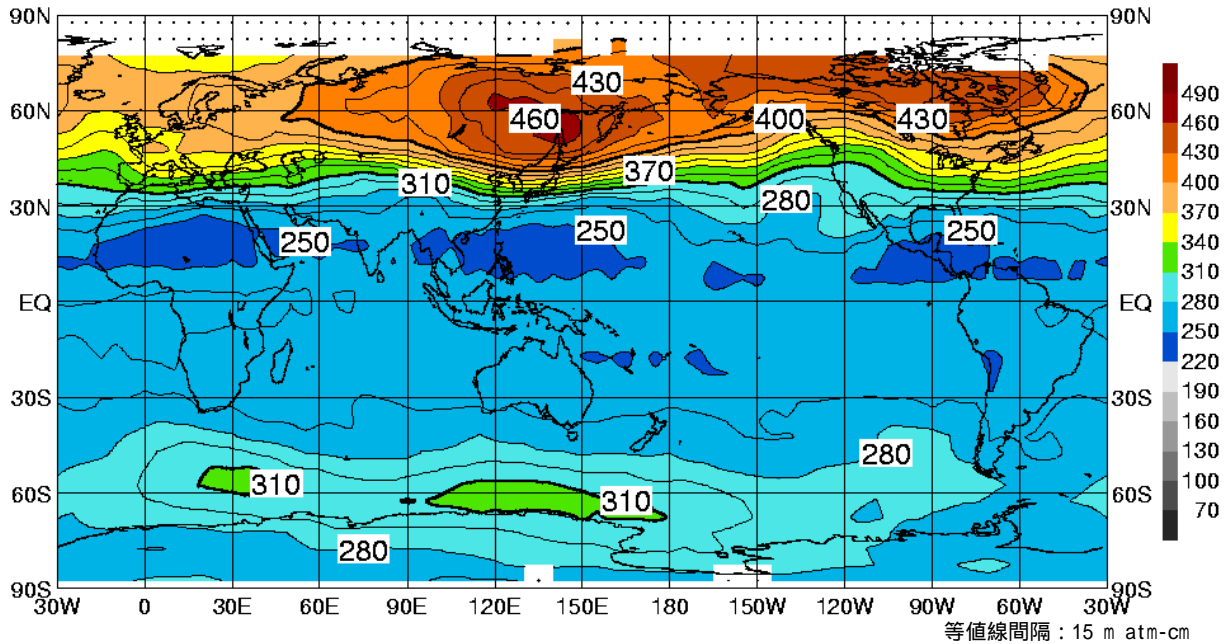 90N 90N
430
490
60N 460 400 430 60N
460
430
400
310 370
370
30N 280 30N
340
250 250 250
310
EQ EQ
280
250
220
30S 30S
190
280
160
130
310 310
60S 60S
100
70
280
90S 90S
30W 0 30E 60E 90E 120E 150E 180 150W 120W 90W 60W 30W
等値線間隔：15 m atm-cm